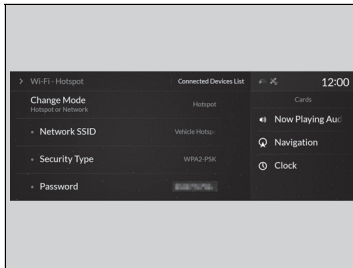 Wi-Fi - Hotspot
Connected Devices List
12:00
Change Mode
Hotspot or Network
Hotspot
Cards
Network SSID
Vehicle Hotsp
Now Playing Aud
Security Type
WPA2-PSK
Navigation
Password
Clock